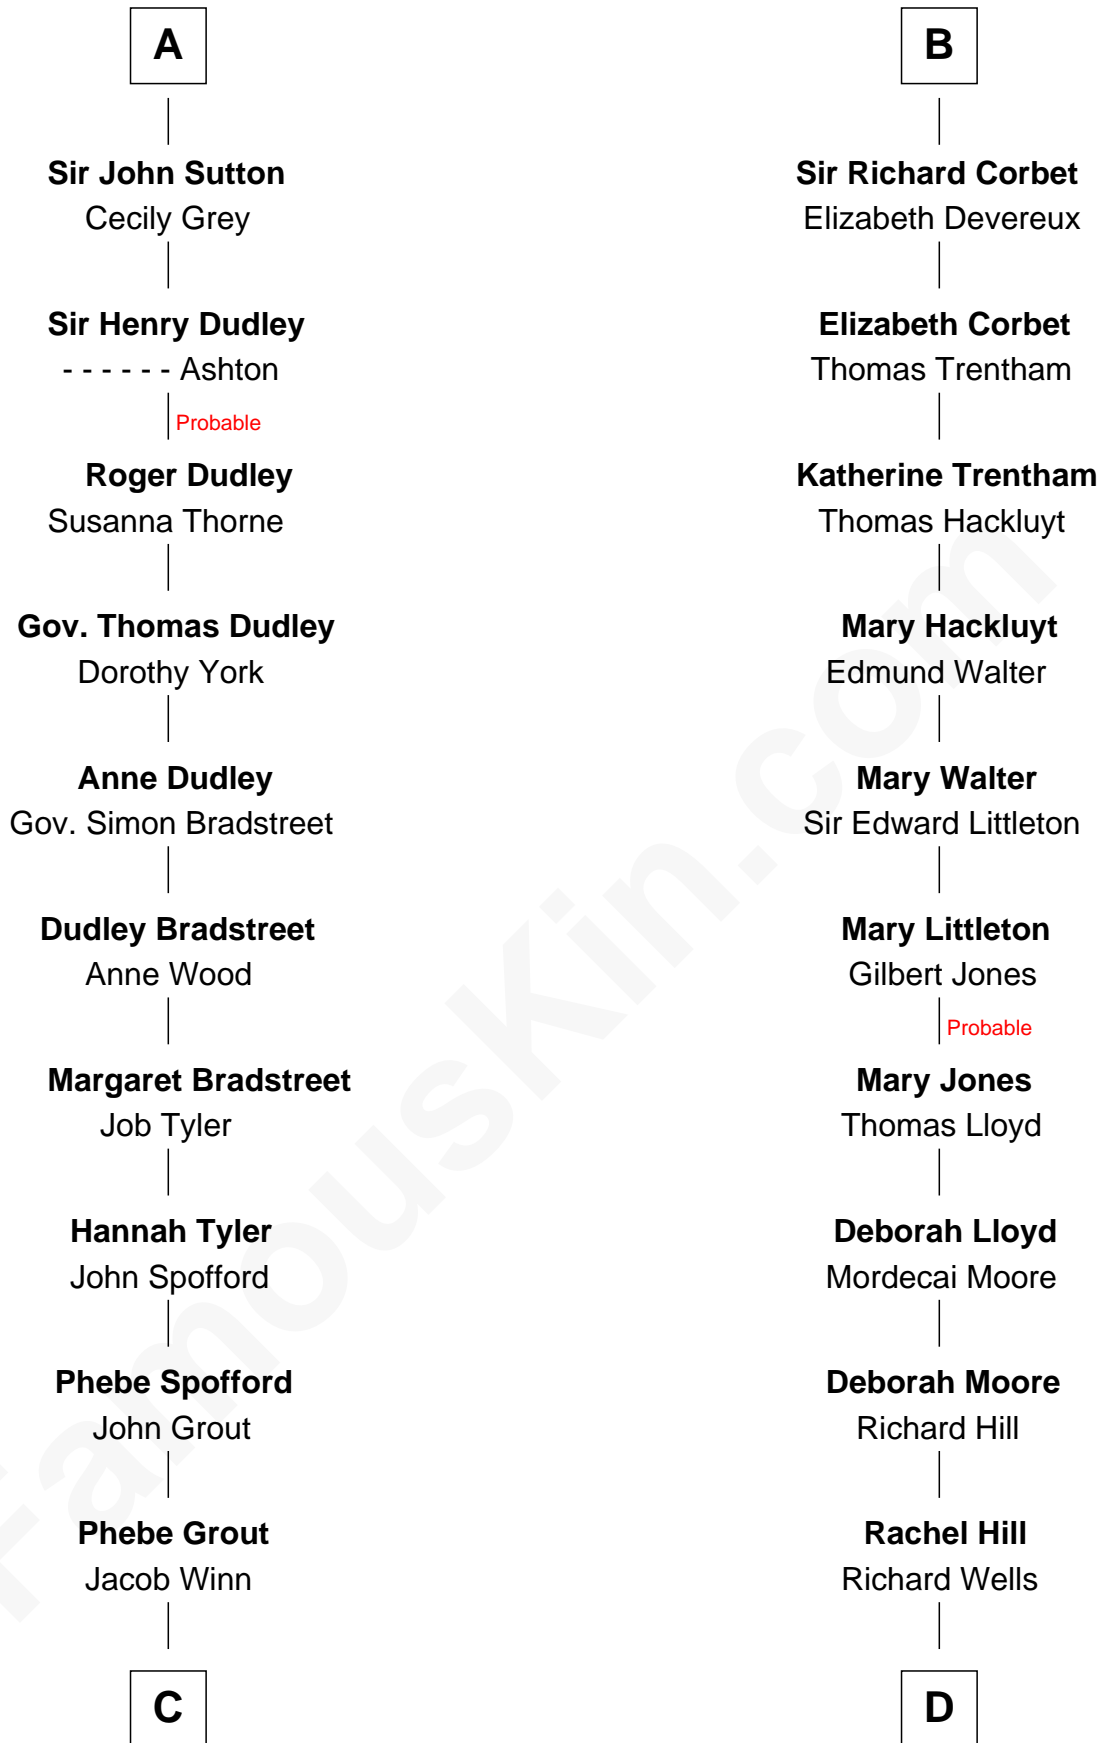 A
Sir John Sutton
Cecily Grey
Sir Henry Dudley
- - - - - - Ashton
Probable
Roger Dudley
Susanna Thorne
Gov. Thomas Dudley
Dorothy York
Anne Dudley
Gov. Simon Bradstreet
Dudley Bradstreet
Anne Wood
Margaret Bradstreet
Job Tyler
Hannah Tyler
John Spofford
Phebe Spofford
John Grout
Phebe Grout
Jacob Winn
C
B
Sir Richard Corbet
Elizabeth Devereux
Elizabeth Corbet
Thomas Trentham
Katherine Trentham
Thomas Hackluyt
Mary Hackluyt
Edmund Walter
Mary Walter
Sir Edward Littleton
Mary Littleton
Gilbert Jones
Probable
Mary Jones
Thomas Lloyd
Deborah Lloyd
Mordecai Moore
Deborah Moore
Richard Hill
Rachel Hill
Richard Wells
D
FamousKin.com